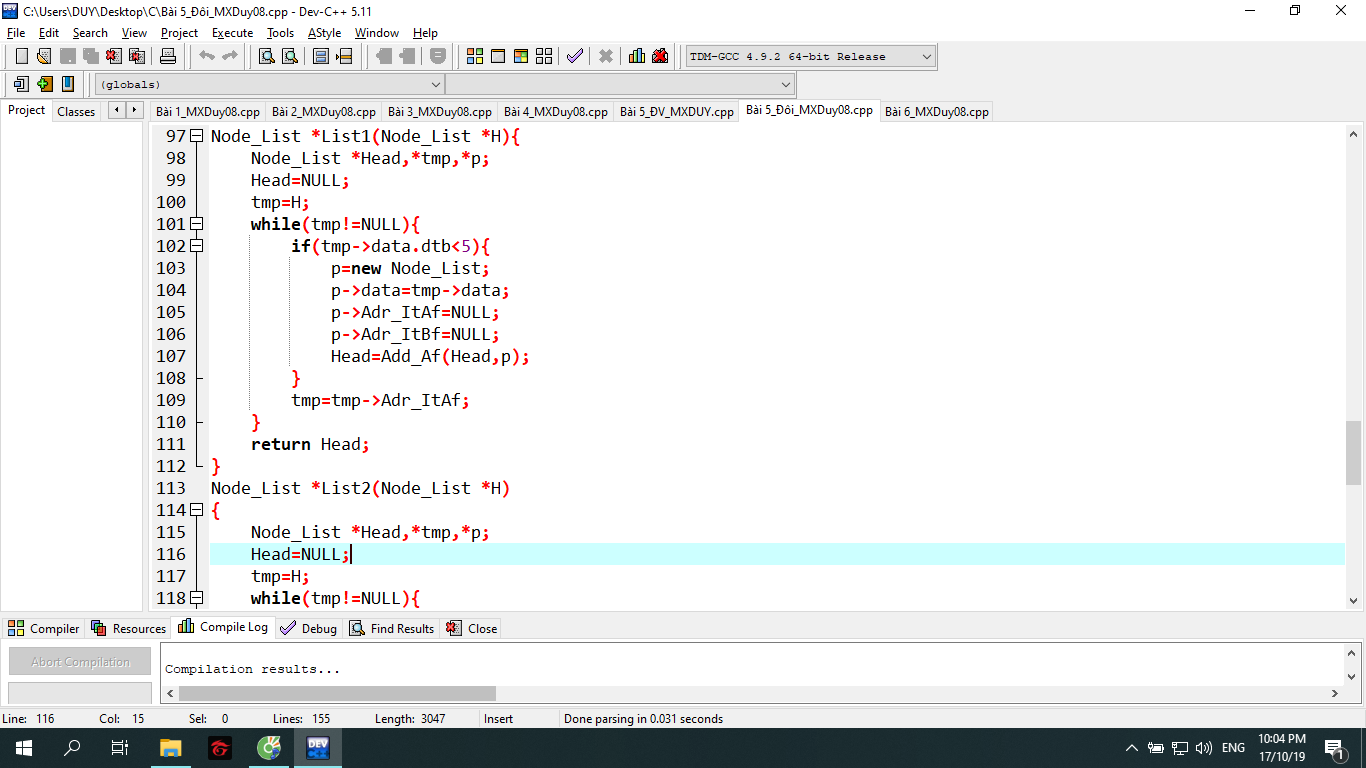 C:\Users\DUY\Desktop\C\Bài 5_Đôi_MXDuy08.cpp - Dev-C++ 5.11
File Edit Search View Project Execute Tools AStyle Window Help
TDM-GCC 4.9.2 64-bit Release
(globals)
Project Classes Bài 1_MXDuy08.cpp Bài 2_MXDuy08.cpp Bài 3_MXDuy08.cpp Bài 4_MXDuy08.cpp Bài 5_ĐV_MXDUY.cpp Bài 5_Đôi_MXDuy08.cpp Bài 6_MXDuy08.cpp
97 Node_List *List1(Node_List *H){
98 Node_List *Head,*tmp,*p;
99 Head=NULL;
100 tmp=H;
101 while(tmp!=NULL){
102 if(tmp->data.dtb<5){
103 p=new Node_List;
104 p->data=tmp->data;
105 p->Adr_ItAf=NULL;
106 p->Adr_ItBf=NULL;
107 Head=Add_Af(Head,p);
108 }
109 tmp=tmp->Adr_ItAf;
110 }
111 return Head;
112 }
113 Node_List *List2(Node_List *H)
114 {
115 Node_List *Head,*tmp,*p;
116 Head=NULL;
117 tmp=H;
118 while(tmp!=NULL){
Compiler Resources Compile Log Debug Find Results Close
Abort Compilation
Compilation results...
Line: 116 Col: 15 Sel: 0 Lines: 155 Length: 3047 Insert Done parsing in 0.031 seconds
DEV C++
ENG
10:04 PM
17/10/19
1